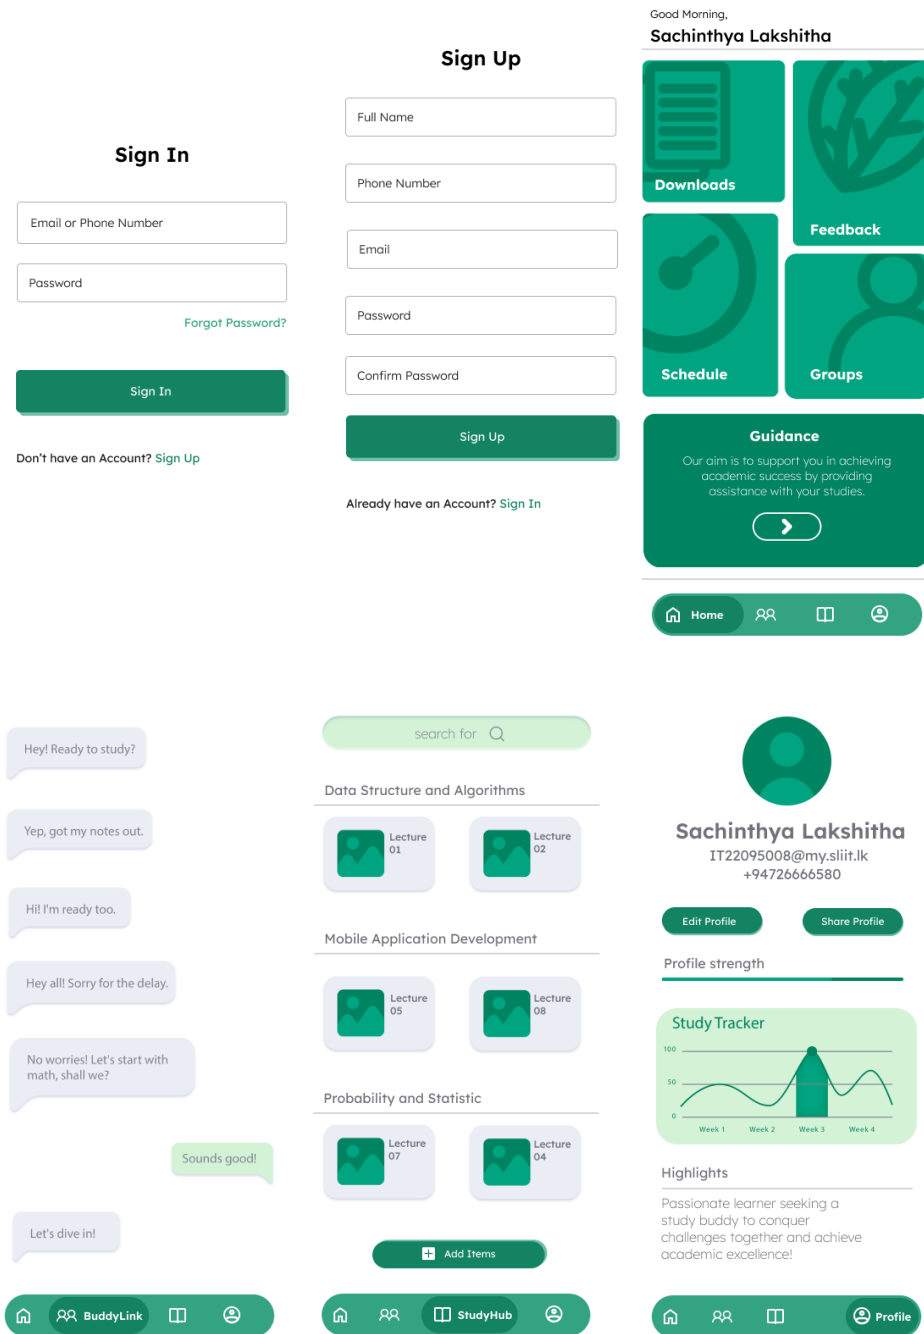 Sign In
Email or Phone Number
Password
Forgot Password?
Sign In
Don't have an Account? Sign Up
Sign Up
Full Name
Phone Number
Email
Password
Confirm Password
Sign Up
Already have an Account? Sign In
Good Morning,
Sachinthya Lakshitha
Downloads
Feedback
Schedule
Groups
Guidance
Our aim is to support you in achieving
academic success by providing
assistance with your studies.
Home
Hey! Ready to study?
Yep, got my notes out.
Hi! I'm ready too.
Hey all! Sorry for the delay.
No worries! Let's start with
math, shall we?
Sounds good!
Let's dive in!
BuddyLink
search for
Data Structure and Algorithms
Lecture
01
Lecture
02
Mobile Application Development
Lecture
05
Lecture
08
Probability and Statistic
Lecture
07
Lecture
04
Add Items
StudyHub
Sachinthya Lakshitha
IT22095008@my.sliit.lk
+94726666580
Edit Profile
Share Profile
Profile strength
Study Tracker
100
50
0
Week 1
Week 2
Week 3
Week 4
Highlights
Passionate learner seeking a
study buddy to conquer
challenges together and achieve
academic excellence!
Profile